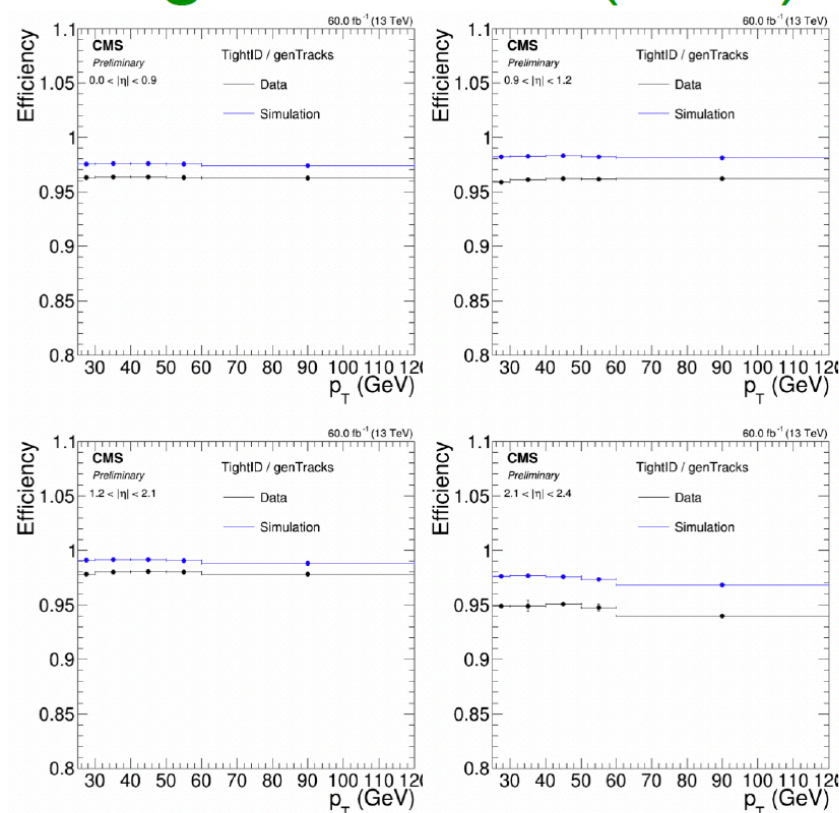 60.0 fb⁻¹ (13 TeV)
CMS
Preliminary
0.0 < |η| < 0.9
TightID / genTracks
Data
Simulation
Efficiency
1.1
1.05
1
0.95
0.9
0.85
0.8
30 40 50 60 70 80 90 100 110 120
p_T (GeV)
60.0 fb⁻¹ (13 TeV)
CMS
Preliminary
0.9 < |η| < 1.2
TightID / genTracks
Data
Simulation
Efficiency
1.1
1.05
1
0.95
0.9
0.85
0.8
30 40 50 60 70 80 90 100 110 120
p_T (GeV)
60.0 fb⁻¹ (13 TeV)
CMS
Preliminary
1.2 < |η| < 2.1
TightID / genTracks
Data
Simulation
Efficiency
1.1
1.05
1
0.95
0.9
0.85
0.8
30 40 50 60 70 80 90 100 110 120
p_T (GeV)
60.0 fb⁻¹ (13 TeV)
CMS
Preliminary
2.1 < |η| < 2.4
TightID / genTracks
Data
Simulation
Efficiency
1.1
1.05
1
0.95
0.9
0.85
0.8
30 40 50 60 70 80 90 100 110 120
p_T (GeV)